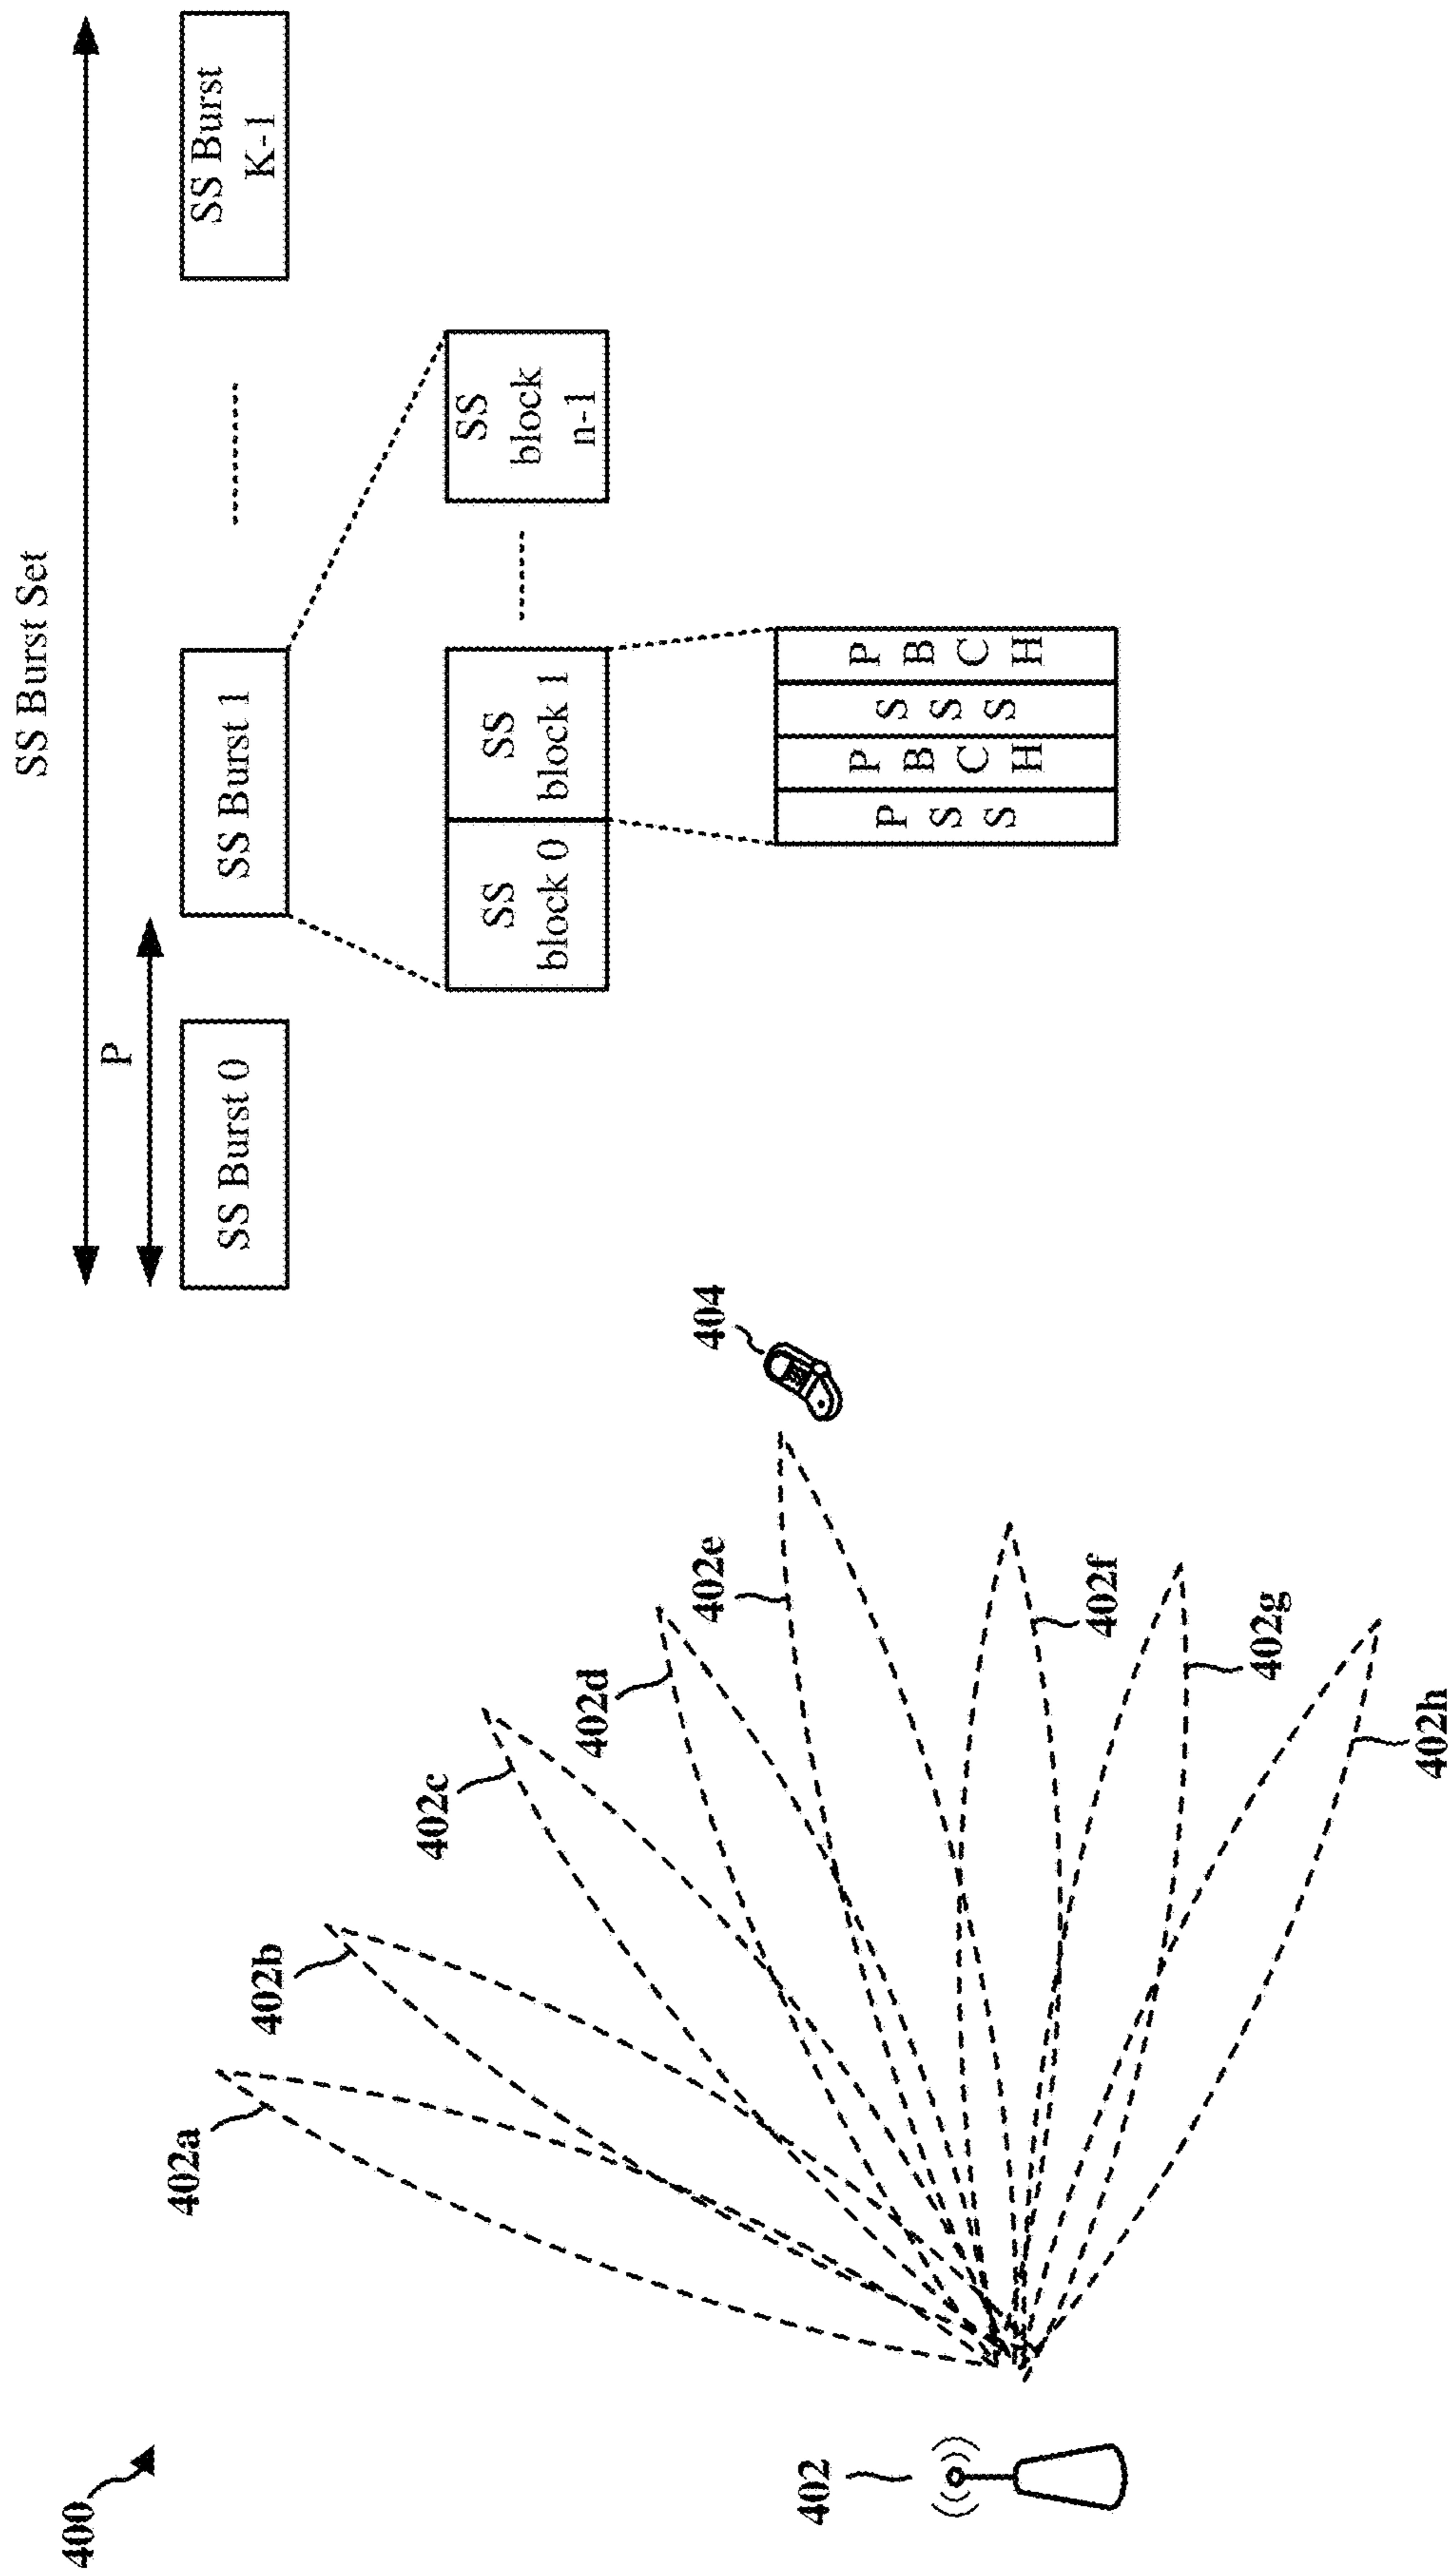 400
SS Burst Set
P
SS Burst 0
SS Burst 1
SS Burst
K-1
SS
block 0
SS
block 1
SS
block
n-1
PSS
PBCH
SSS
PBCH
402
402a
402b
402c
402d
402e
402f
402g
402h
404